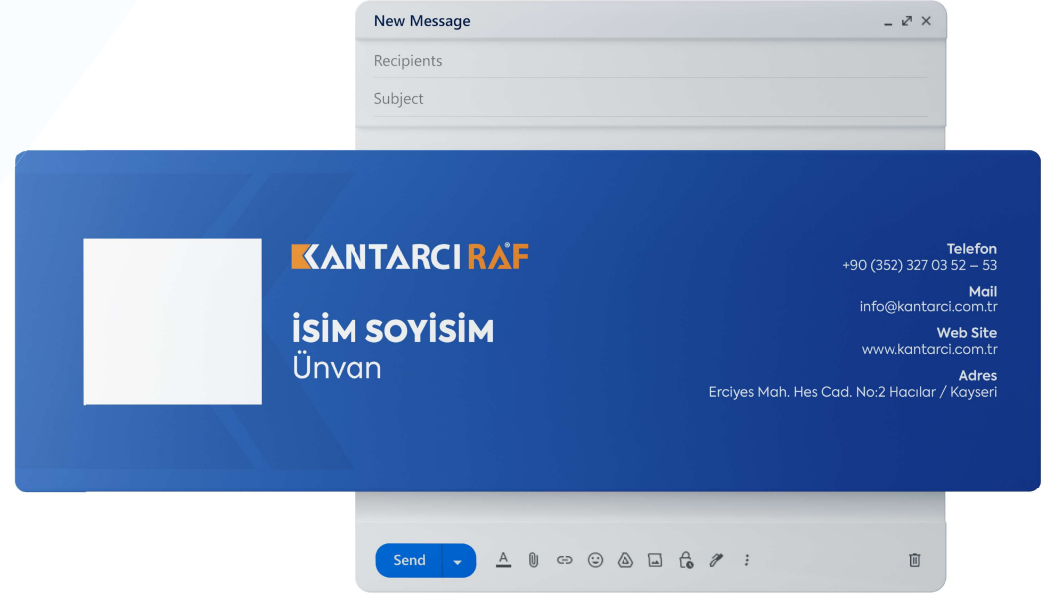 New Message
Recipients
Subject
KANTARCI RAF®
İSİM SOYİSİM
Ünvan
Telefon
+90 (352) 327 03 52 – 53
Mail
info@kantarci.com.tr
Web Site
www.kantarci.com.tr
Adres
Erciyes Mah. Hes Cad. No:2 Hacılar / Kayseri
Send